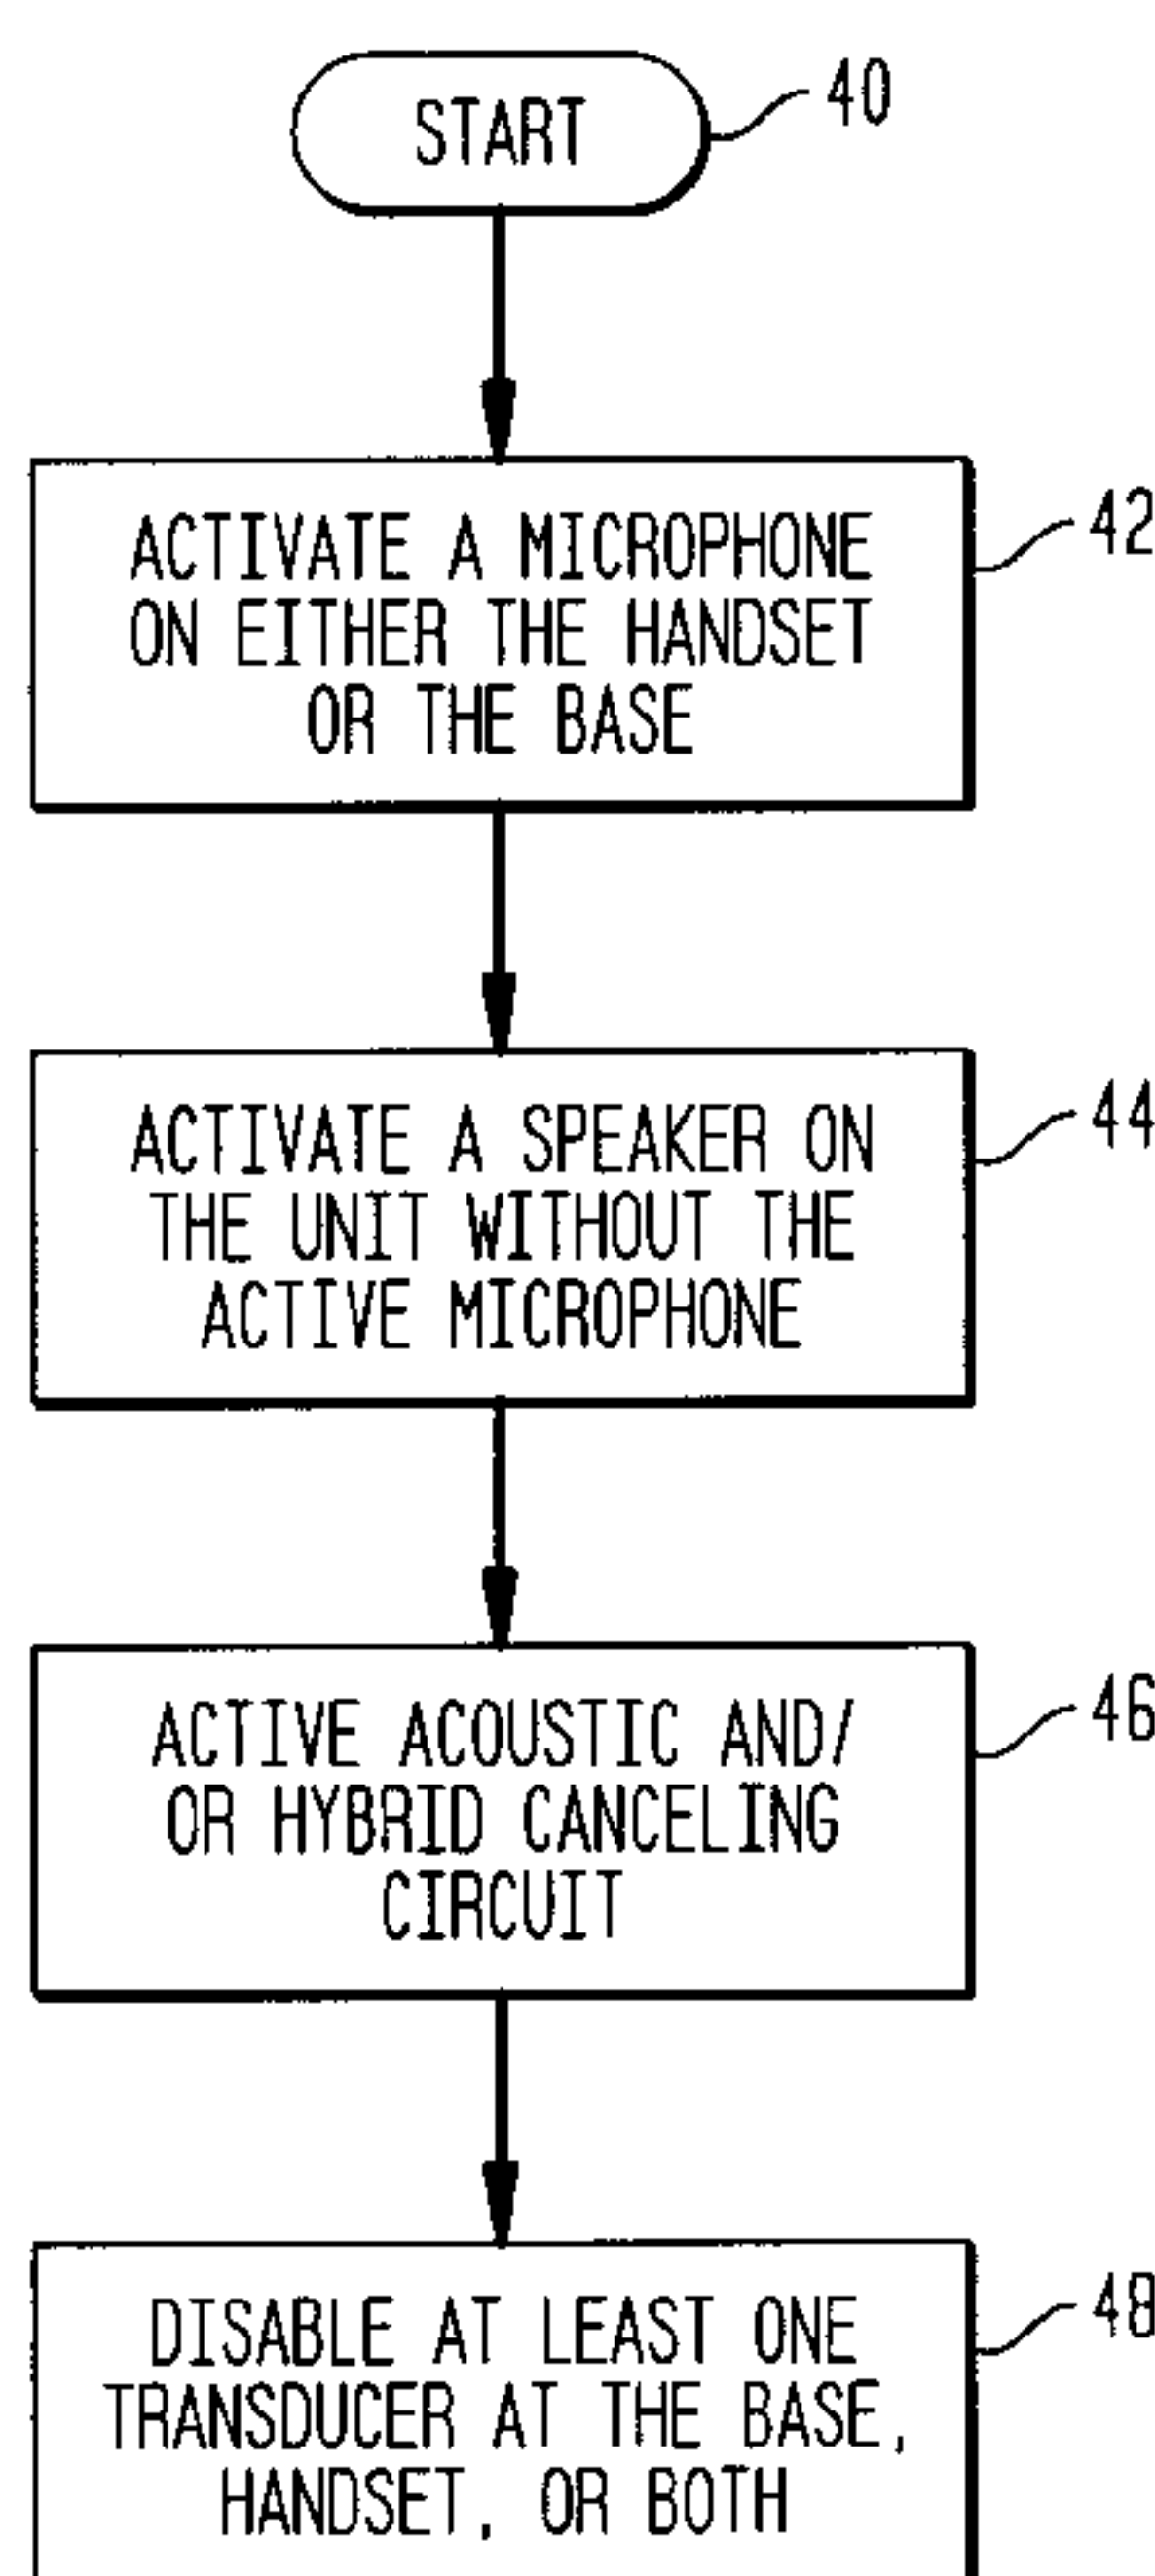 START
40
ACTIVATE A MICROPHONE
ON EITHER THE HANDSET
OR THE BASE
42
ACTIVATE A SPEAKER ON
THE UNIT WITHOUT THE
ACTIVE MICROPHONE
44
ACTIVE ACOUSTIC AND/
OR HYBRID CANCELING
CIRCUIT
46
DISABLE AT LEAST ONE
TRANSDUCER AT THE BASE,
HANDSET, OR BOTH
48